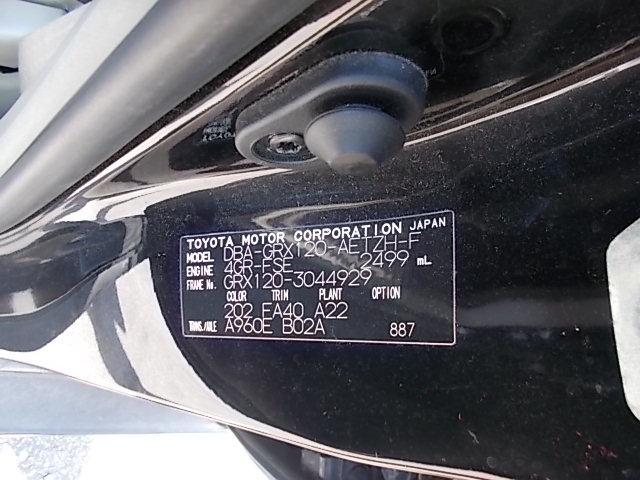 TOYOTA MOTOR CORPORATION JAPAN
MODEL DBA-GRX120-AETZH-F
ENGINE 4GR-FSE 2499 mL
FRAME No. GRX120-3044929
COLOR TRIM PLANT OPTION
202 FA40 A22
TRANS./AXLE A960E B02A 887